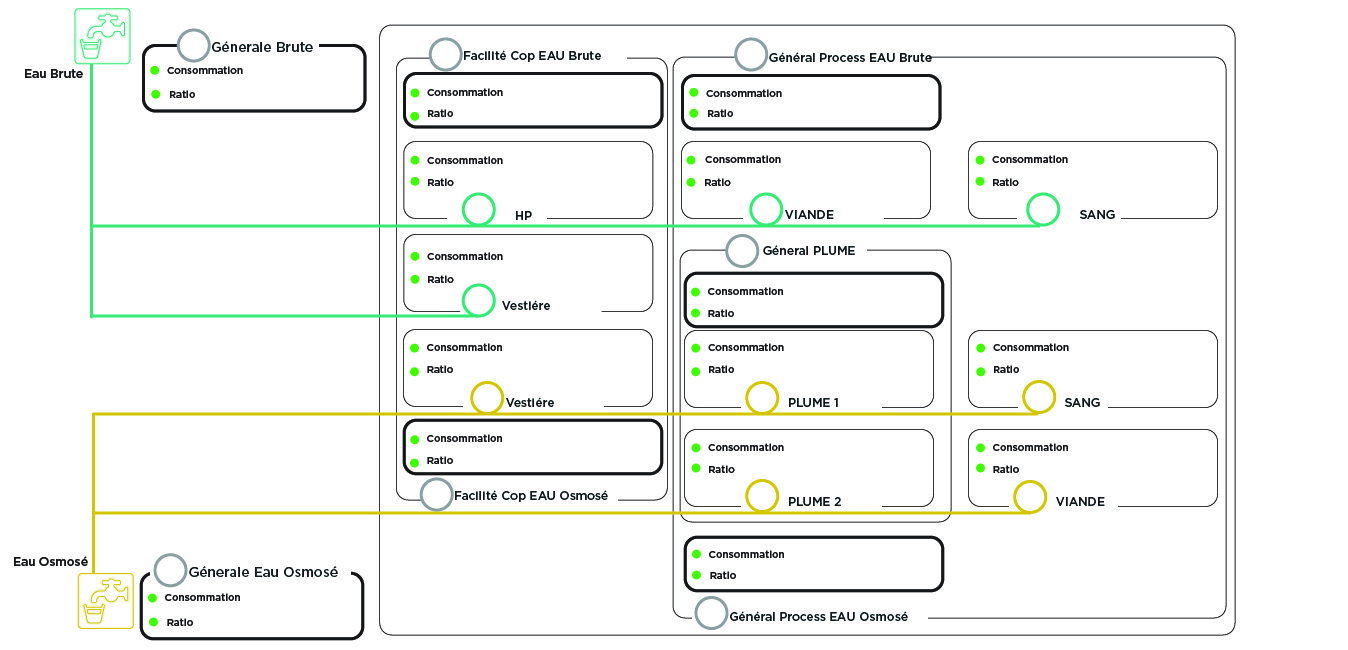 Eau Brute
Génerale Brute
Consommation
Ratio
Facilité Cop EAU Brute
Consommation
Ratio
Consommation
Ratio
HP
Consommation
Ratio
Vestiére
Consommation
Ratio
Vestiére
Consommation
Ratio
Facilité Cop EAU Osmosé
Général Process EAU Brute
Consommation
Ratio
Consommation
Ratio
VIANDE
Consommation
Ratio
SANG
Géneral PLUME
Consommation
Ratio
Consommation
Ratio
PLUME 1
Consommation
Ratio
SANG
Consommation
Ratio
PLUME 2
Consommation
Ratio
VIANDE
Consommation
Ratio
Général Process EAU Osmosé
Eau Osmosé
Génerale Eau Osmosé
Consommation
Ratio